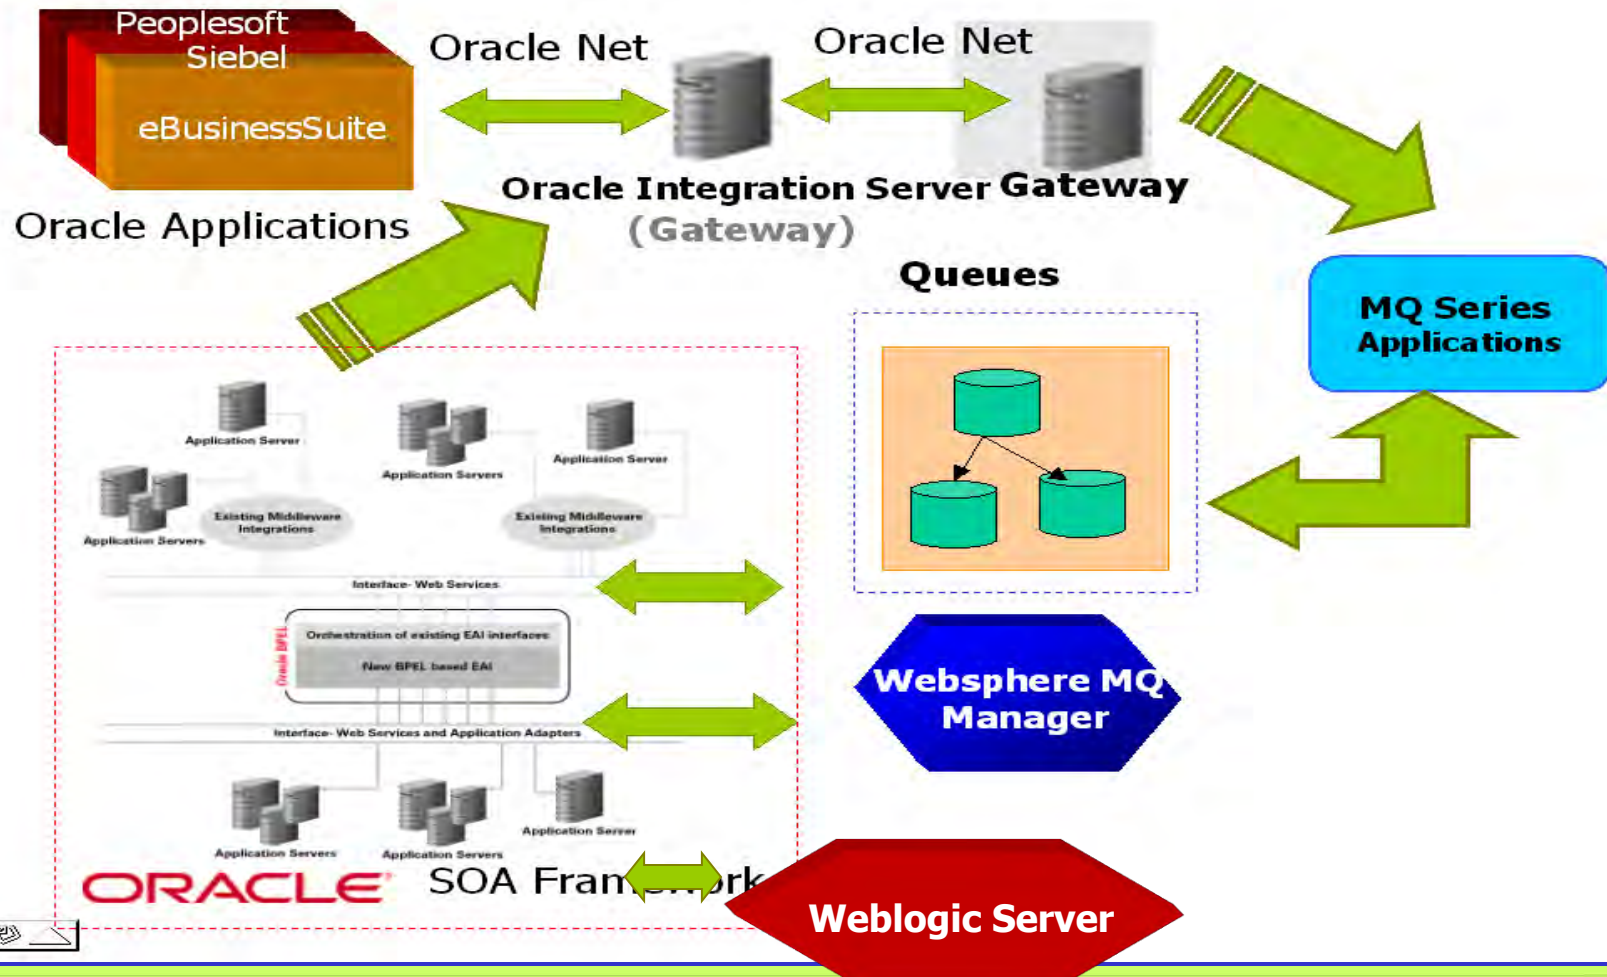 Peoplesoft
Siebel
eBusinessSuite
Oracle Applications
Oracle Net
Oracle Net
Oracle Integration Server
(Gateway)
Gateway
Queues
MQ Series
Applications
Application Server
Application Servers
Application Server
Application Servers
Existing Middleware
Integrations
Existing Middleware
Integrations
Interface- Web Services
Oracle BPEL
Orchestration of existing EAI interfaces
New BPEL based EAI
Interface- Web Services and Application Adapters
Application Servers
Application Servers
Application Server
Websphere MQ
Manager
ORACLE
SOA Framework
Weblogic Server